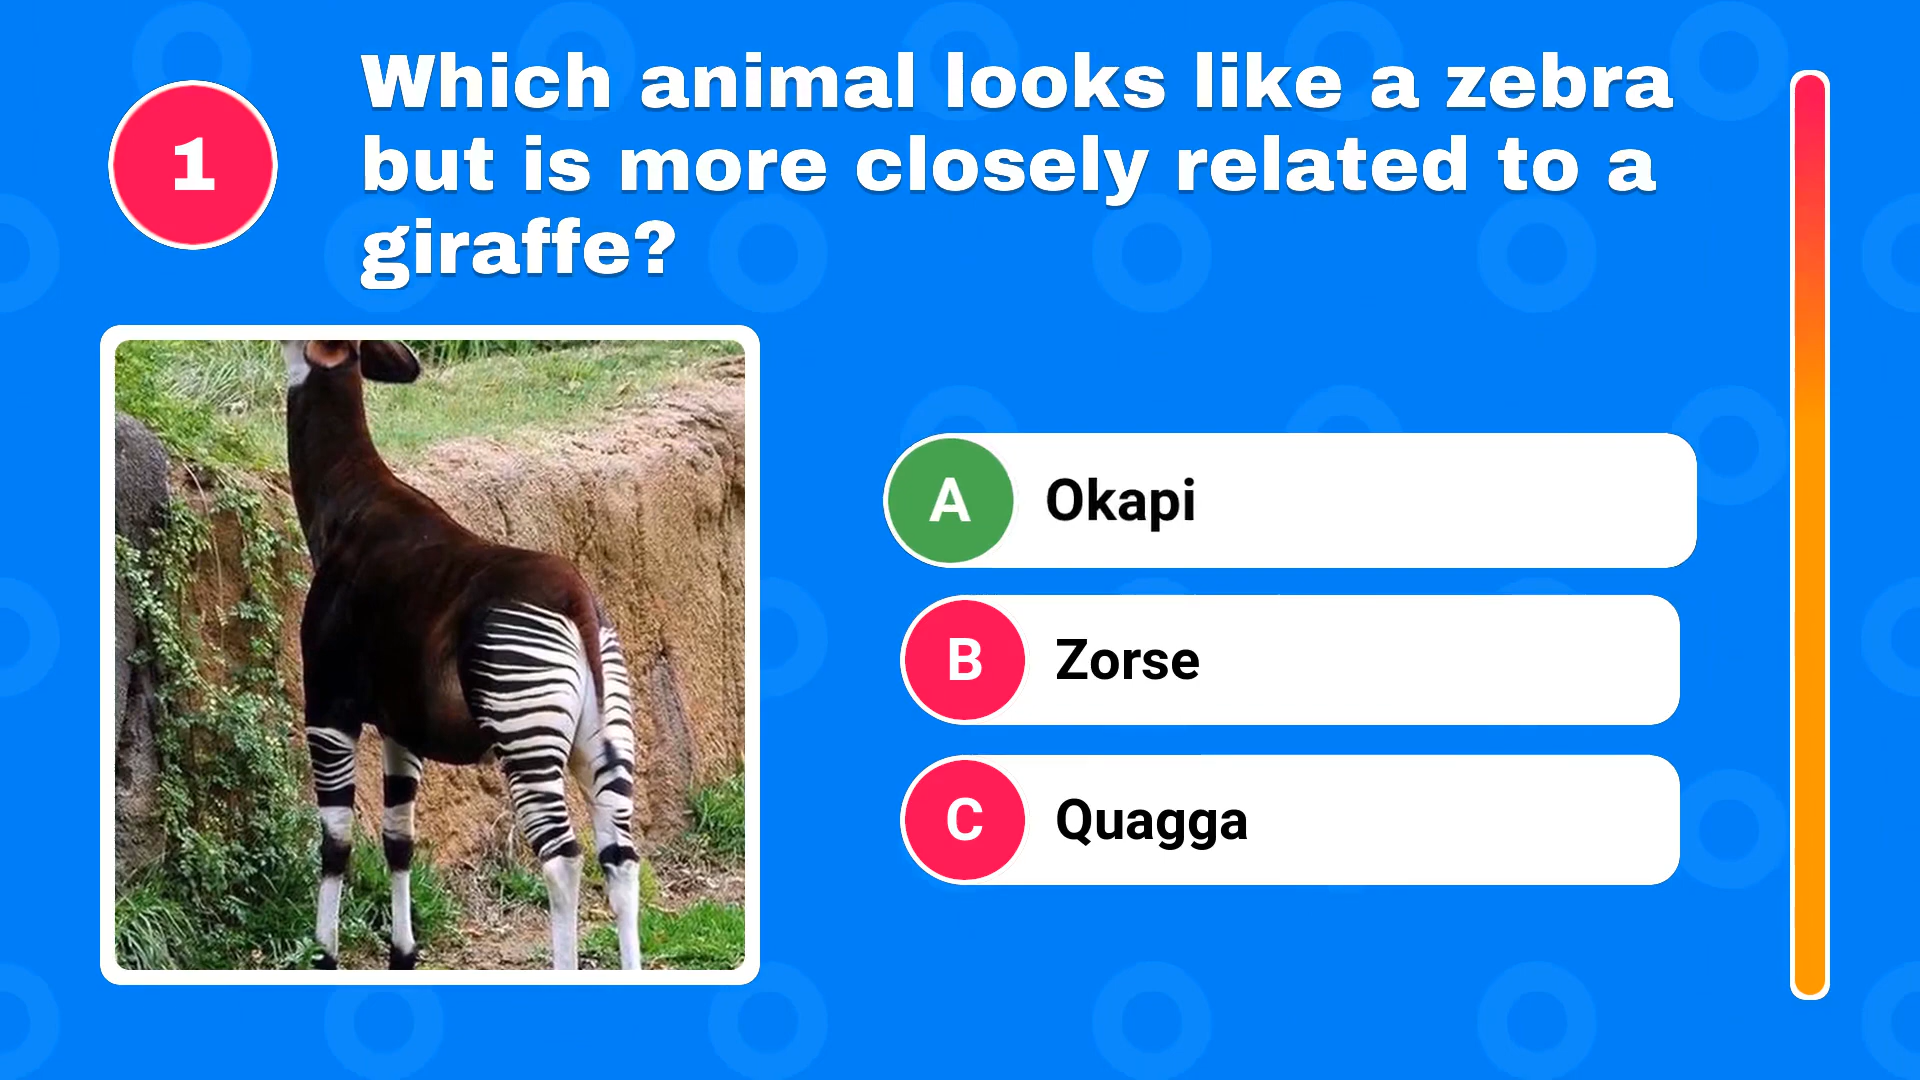 1
Which animal looks like a zebra
but is more closely related to a
giraffe?
A Okapi
B Zorse
C Quagga